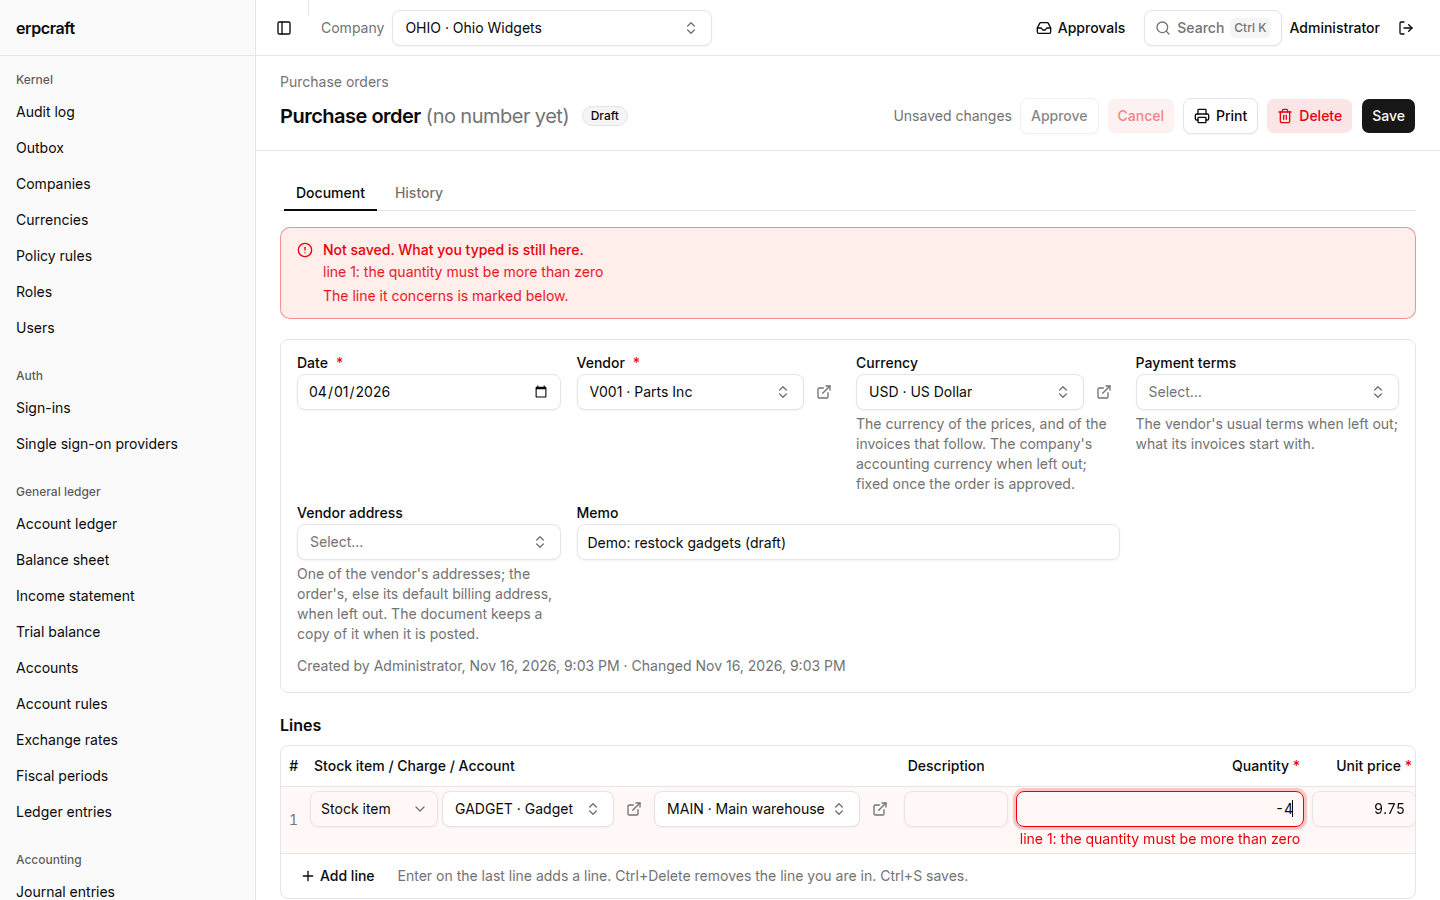 erpcraft
Company
OHIO · Ohio Widgets
Approvals
Search Ctrl K
Administrator
Kernel
Audit log
Outbox
Companies
Currencies
Policy rules
Roles
Users
Auth
Sign-ins
Single sign-on providers
General ledger
Account ledger
Balance sheet
Income statement
Trial balance
Accounts
Account rules
Exchange rates
Fiscal periods
Ledger entries
Accounting
Journal entries
Purchase orders
Purchase order (no number yet) Draft
Unsaved changes Approve Cancel Print Delete Save
Document History
Not saved. What you typed is still here.
line 1: the quantity must be more than zero
The line it concerns is marked below.
Date *
04/01/2026
Vendor *
V001 · Parts Inc
Currency
USD · US Dollar
The currency of the prices, and of the
invoices that follow. The company's
accounting currency when left out;
fixed once the order is approved.
Payment terms
Select...
The vendor's usual terms when left out;
what its invoices start with.
Vendor address
Select...
One of the vendor's addresses; the
order's, else its default billing address,
when left out. The document keeps a
copy of it when it is posted.
Memo
Demo: restock gadgets (draft)
Created by Administrator, Nov 16, 2026, 9:03 PM · Changed Nov 16, 2026, 9:03 PM
Lines
# Stock item / Charge / Account Description Quantity * Unit price *
1 Stock item GADGET · Gadget MAIN · Main warehouse -4 9.75
line 1: the quantity must be more than zero
Add line Enter on the last line adds a line. Ctrl+Delete removes the line you are in. Ctrl+S saves.